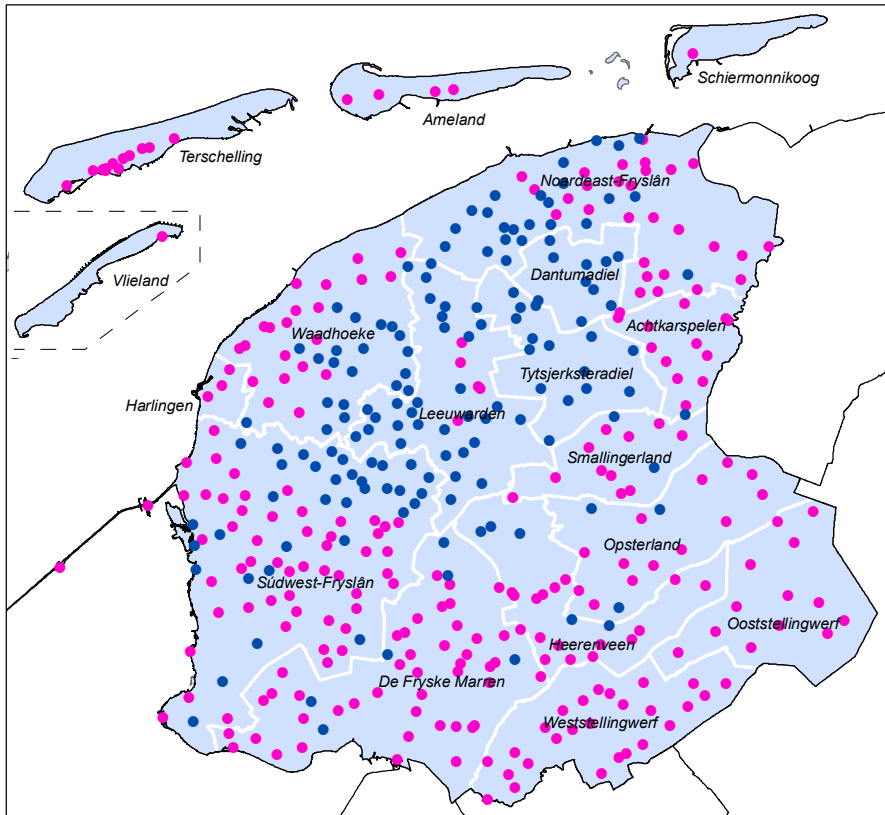 Schiermonnikoog
Ameland
Terschelling
Noardeast-Fryslân
Vlieland
Dantumadiel
Achtkarspelen
Waadhoeke
Tytsjerksteradiel
Harlingen
Leeuwarden
Smallingerland
Opsterland
Súdwest-Fryslân
Ooststellingwerf
Heerenveen
De Fryske Marren
Weststellingwerf